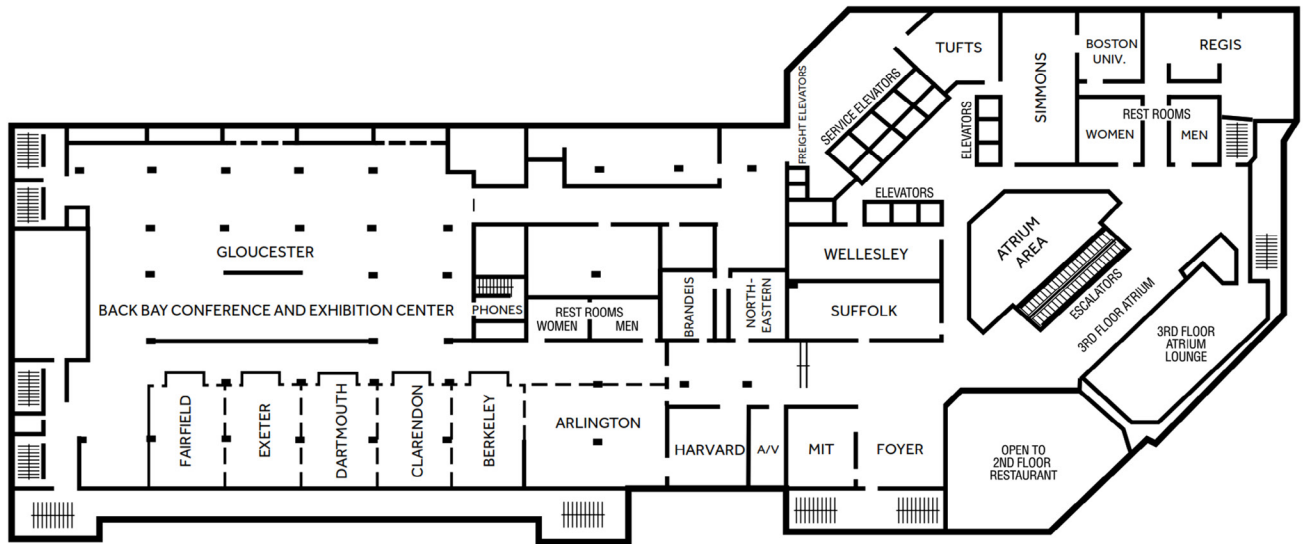 TUFTS
SIMMONS
BOSTON
UNIV.
REGIS
FREIGHT ELEVATORS
SERVICE ELEVATORS
ELEVATORS
REST ROOMS
WOMEN
MEN
ELEVATORS
GLOUCESTER
WELLESLEY
ATRIUM
AREA
BACK BAY CONFERENCE AND EXHIBITION CENTER
PHONES
REST ROOMS
WOMEN
MEN
BRANDEIS
NORTH-
EASTERN
SUFFOLK
ESCALATORS
3RD FLOOR ATRIUM
3RD FLOOR
ATRIUM
LOUNGE
FAIRFIELD
EXETER
DARTMOUTH
CLARENDON
BERKELEY
ARLINGTON
HARVARD
A/V
MIT
FOYER
OPEN TO
2ND FLOOR
RESTAURANT